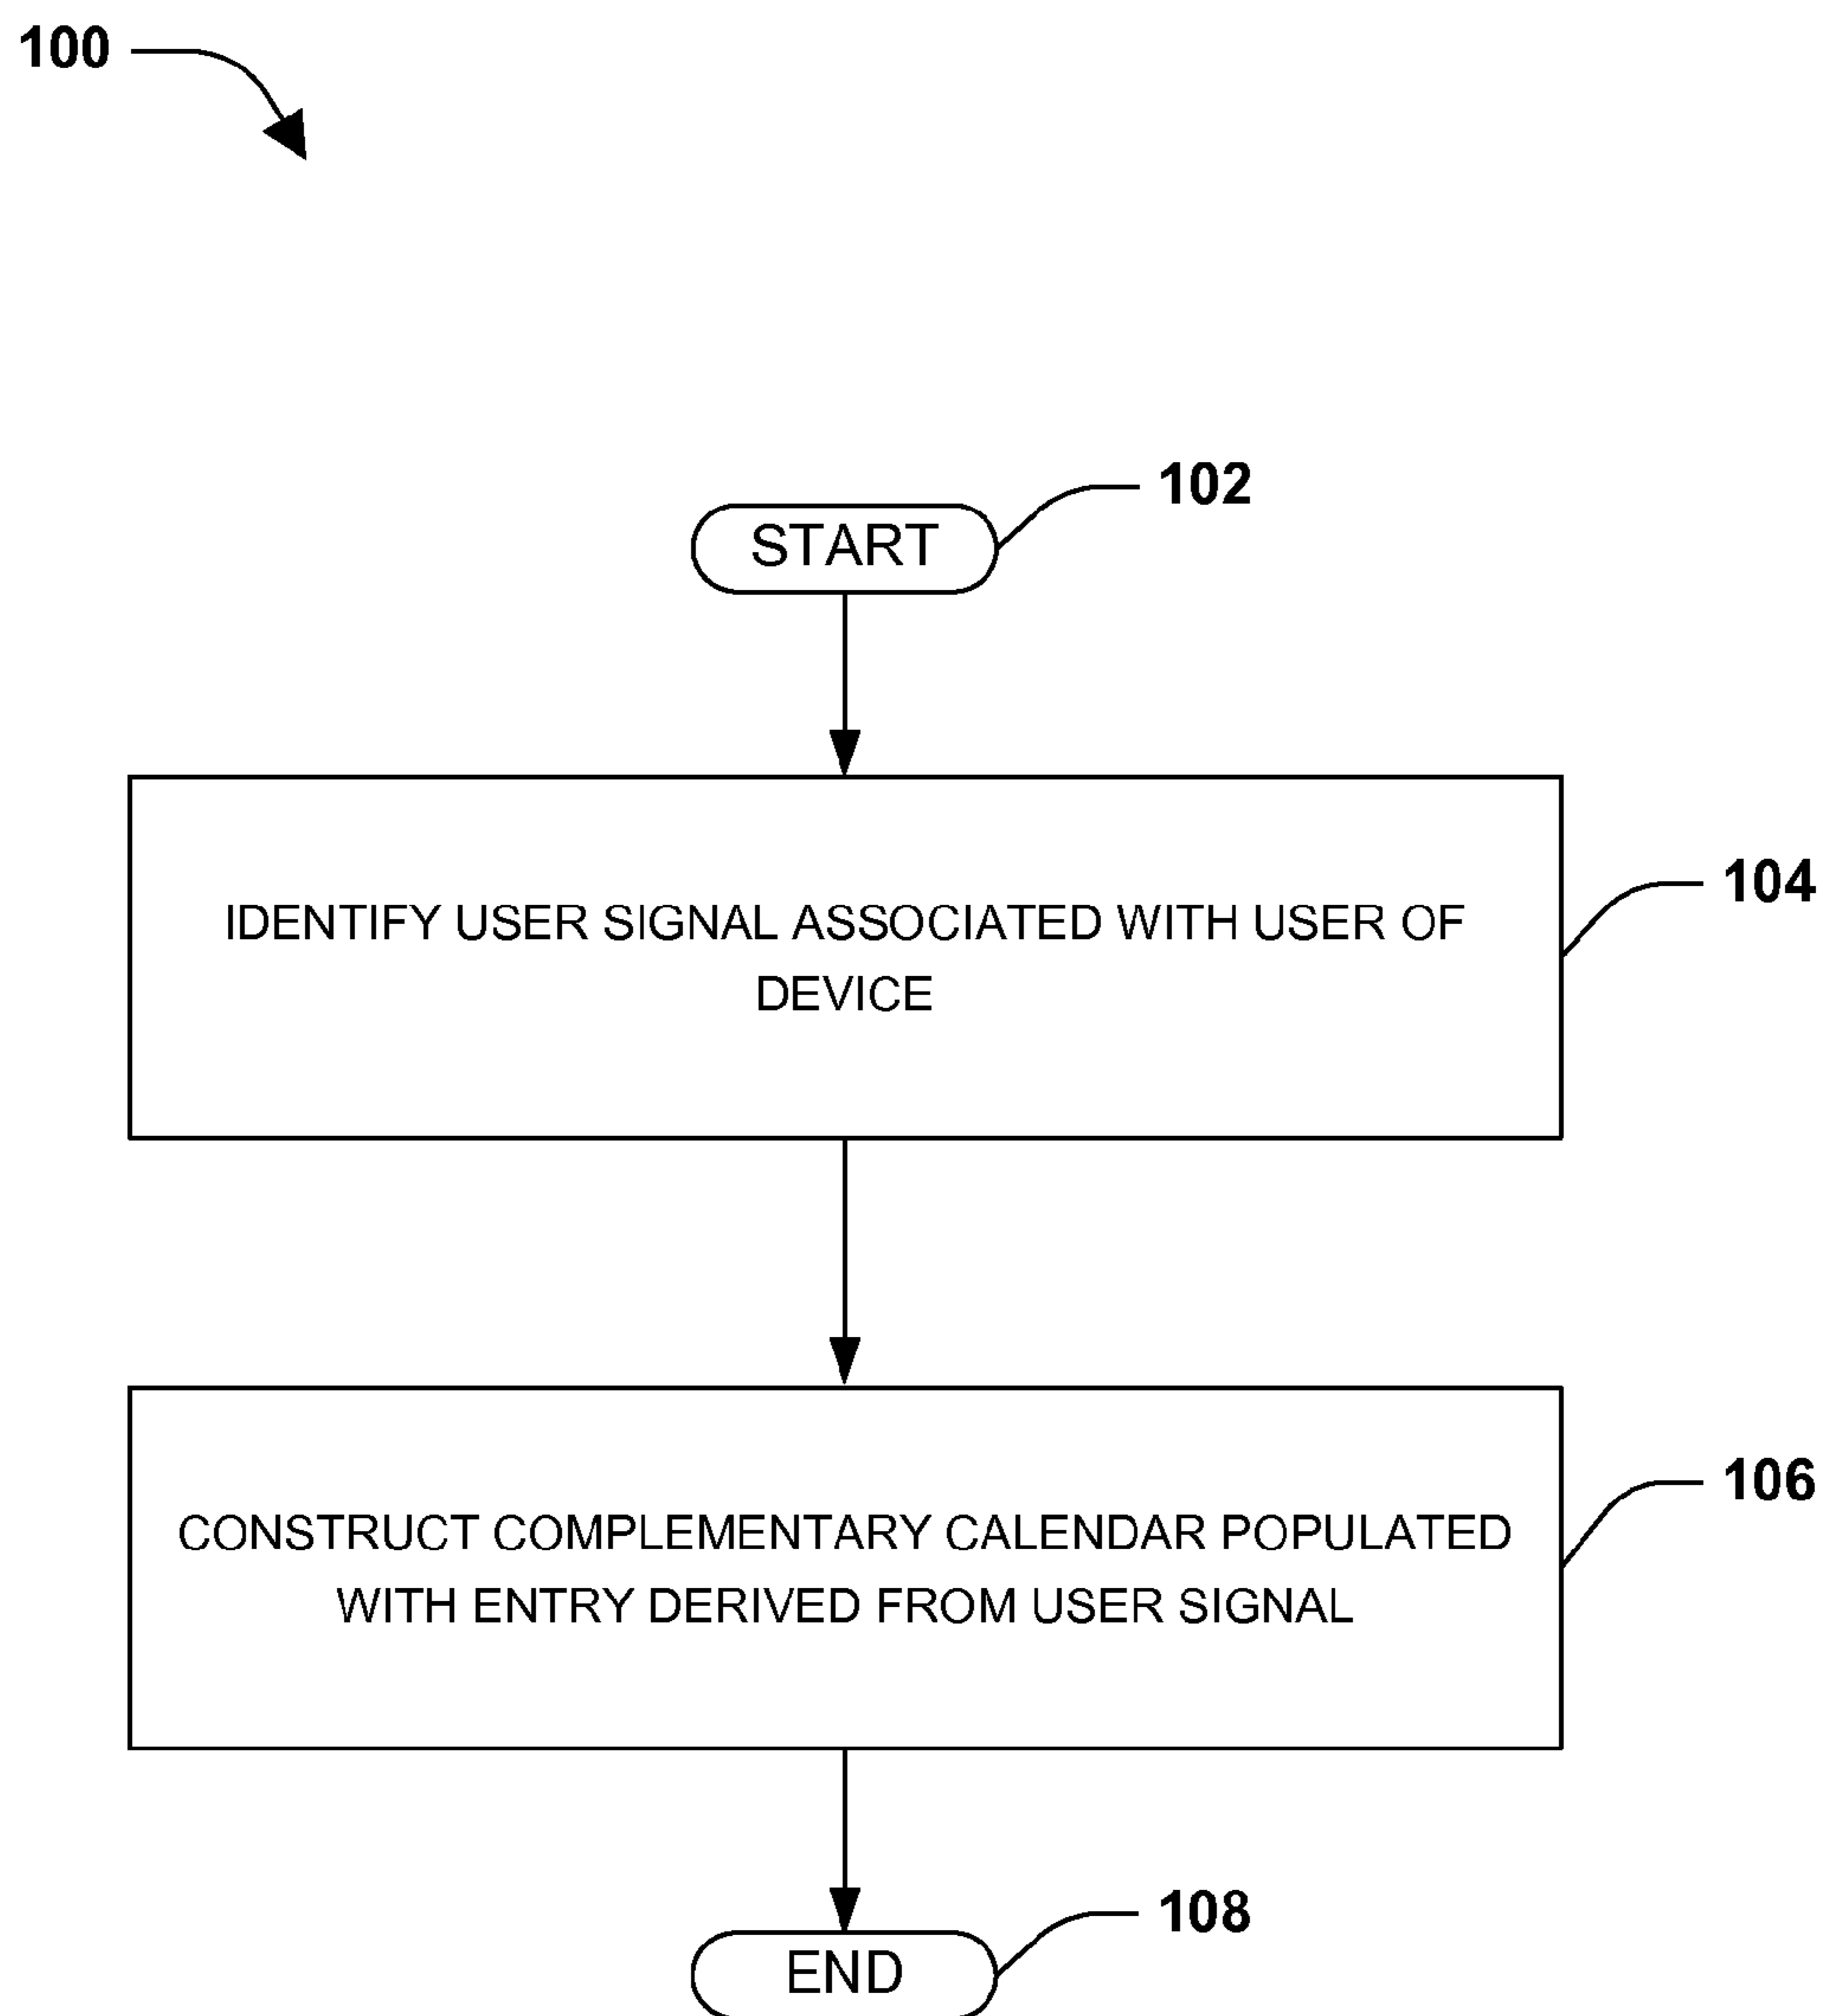 100
102
START
104
IDENTIFY USER SIGNAL ASSOCIATED WITH USER OF
DEVICE
106
CONSTRUCT COMPLEMENTARY CALENDAR POPULATED
WITH ENTRY DERIVED FROM USER SIGNAL
108
END